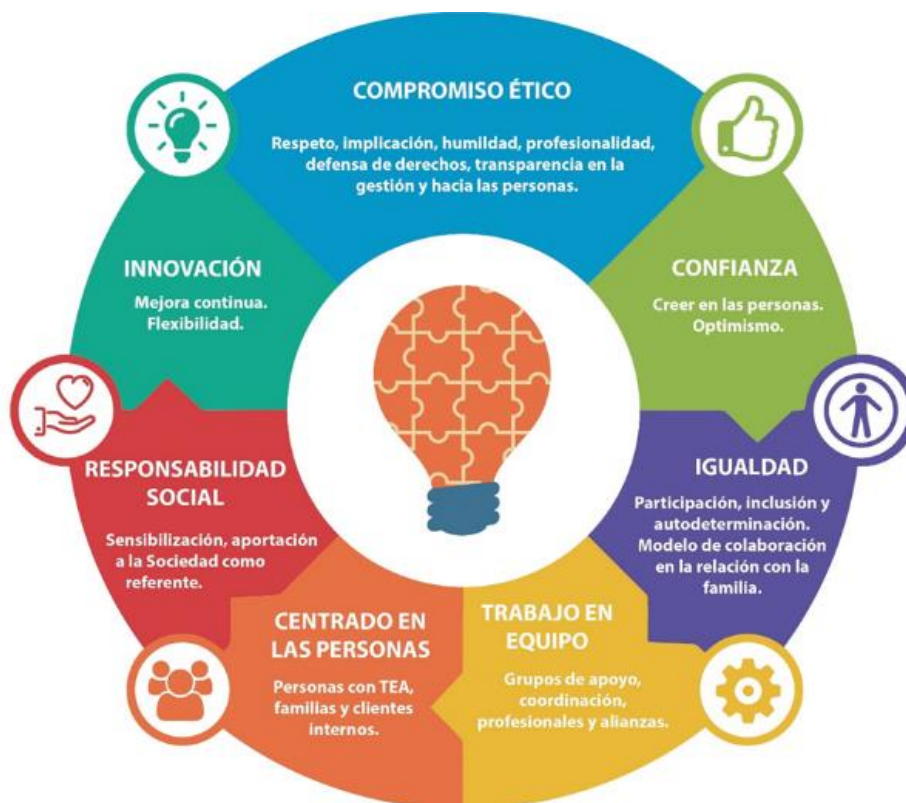 COMPROMISO ÉTICO
Respeto, implicación, humildad, profesionalidad,
defensa de derechos, transparencia en la
gestión y hacia las personas.
CONFIANZA
Creer en las personas.
Optimismo.
IGUALDAD
Participación, inclusión y
autodeterminación.
Modelo de colaboración
en la relación con la
familia.
TRABAJO EN
EQUIPO
Grupos de apoyo,
coordinación,
profesionales y alianzas.
CENTRADO EN
LAS PERSONAS
Personas con TEA,
familias y clientes
internos.
RESPONSABILIDAD
SOCIAL
Sensibilización, aportación
a la Sociedad como
referente.
INNOVACIÓN
Mejora continua.
Flexibilidad.